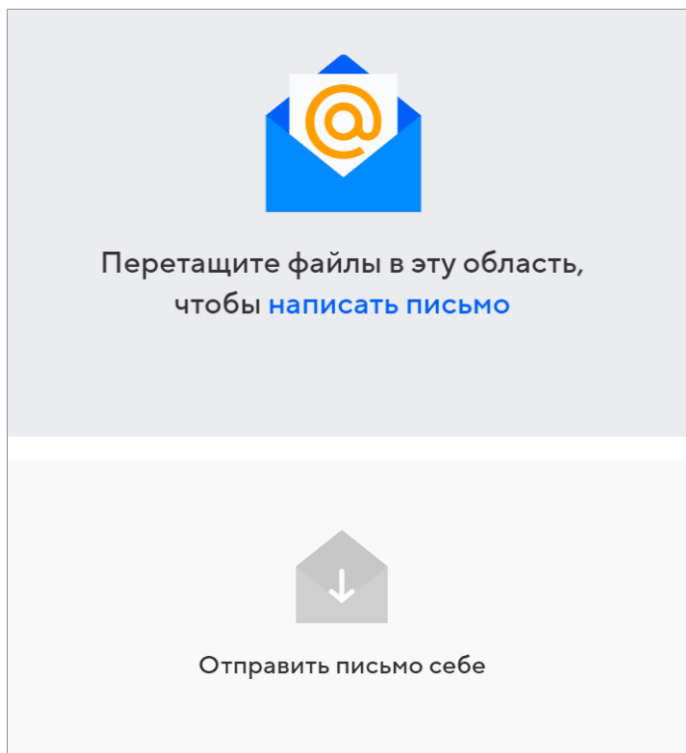 Перетащите файлы в эту область,
чтобы написать письмо
Отправить письмо себе